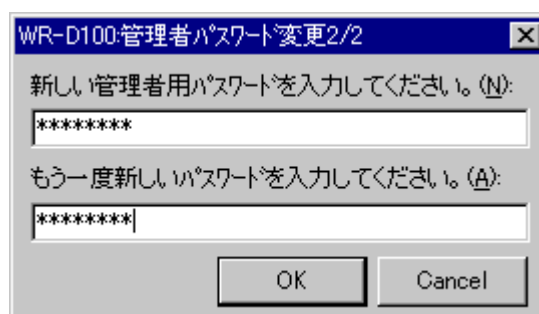 WR-D100:管理者ﾊﾟｽﾜｰﾄﾞ変更2/2
新しい管理者用ﾊﾟｽﾜｰﾄﾞを入力してください。(N):
********
もう一度新しいﾊﾟｽﾜｰﾄﾞを入力してください。(A):
********
OK Cancel